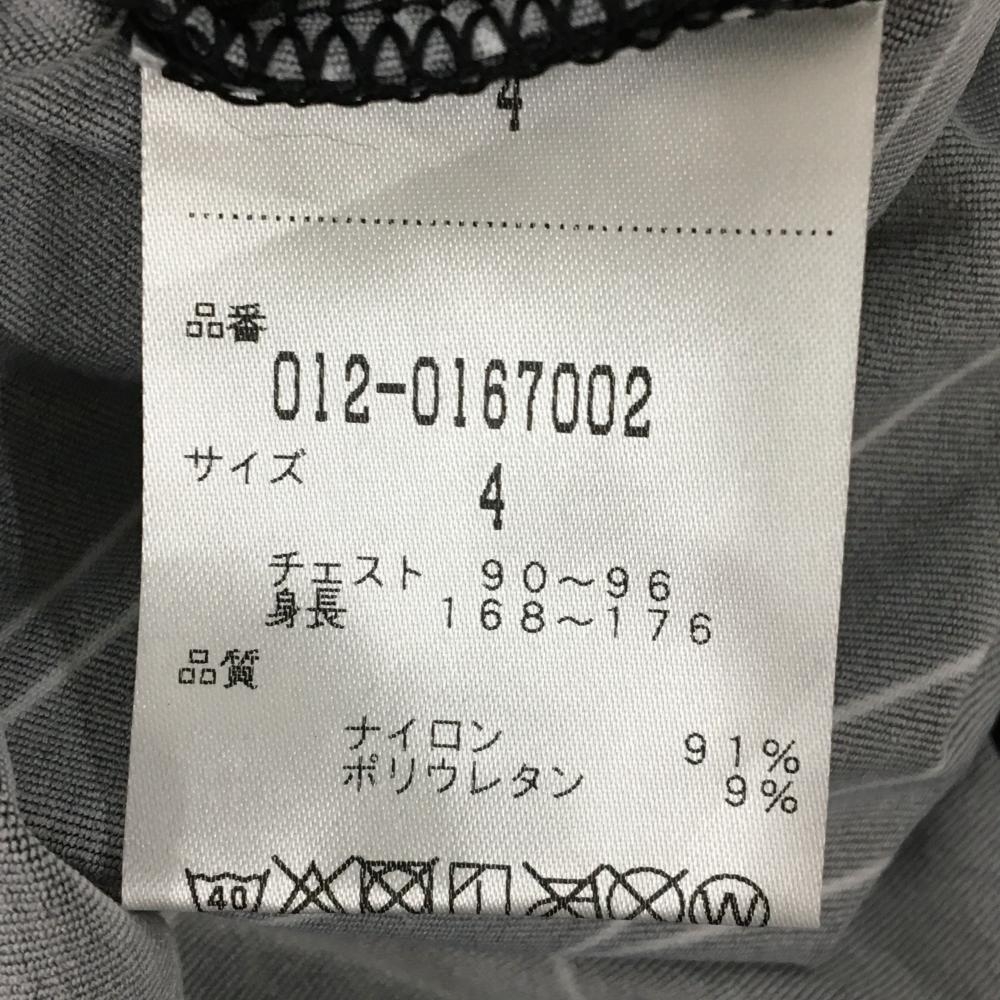 4
品番
012-0167002
サイズ
4
チェスト 90～96
身長 168～176
品質
ナイロン 91%
ポリウレタン 9%
40 W